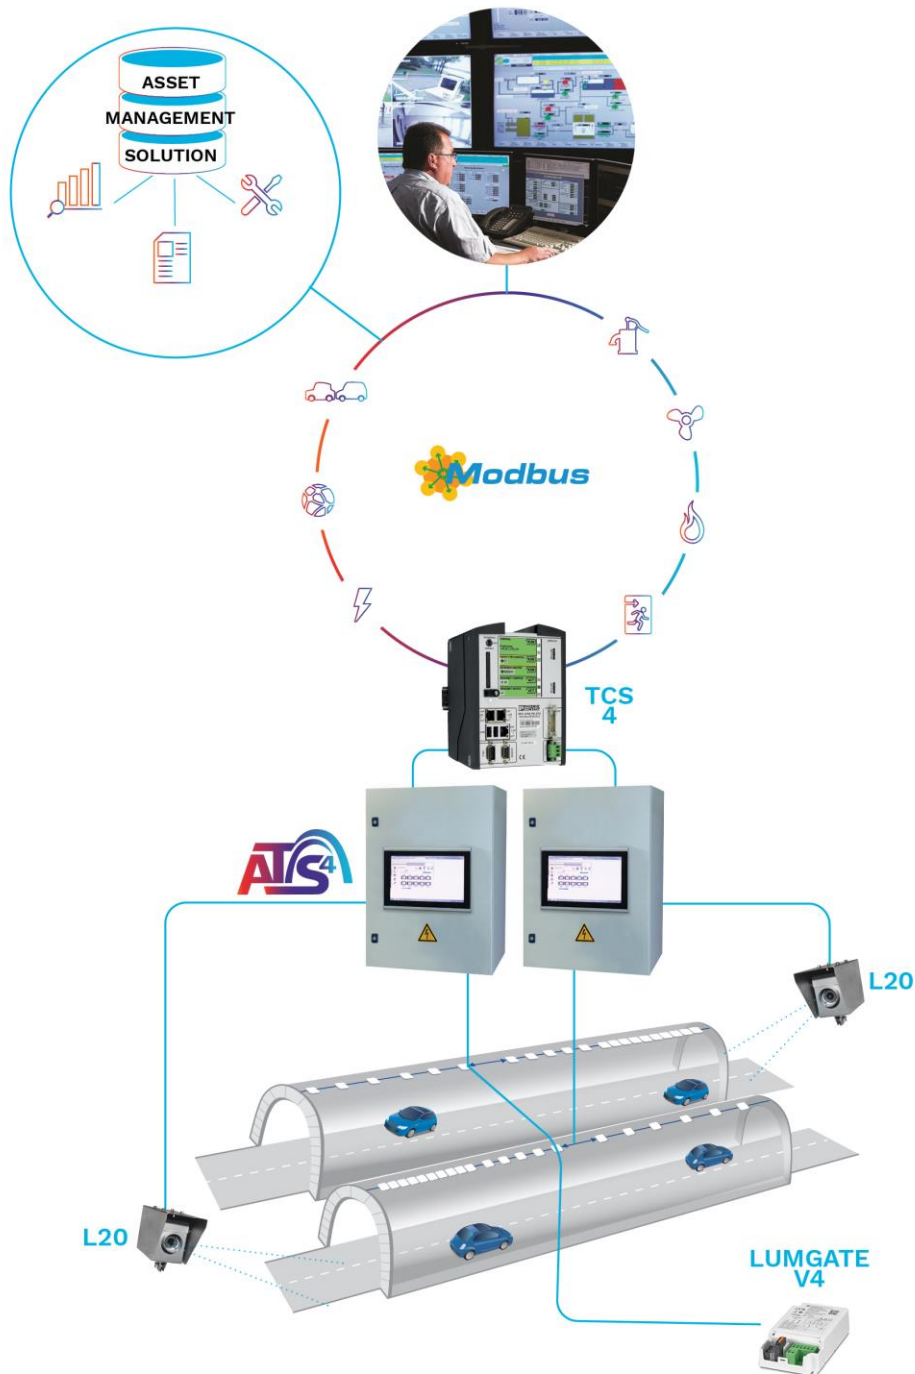 ASSET
MANAGEMENT
SOLUTION
Modbus
TCS
4
ATS4
L20
L20
LUMGATE
V4